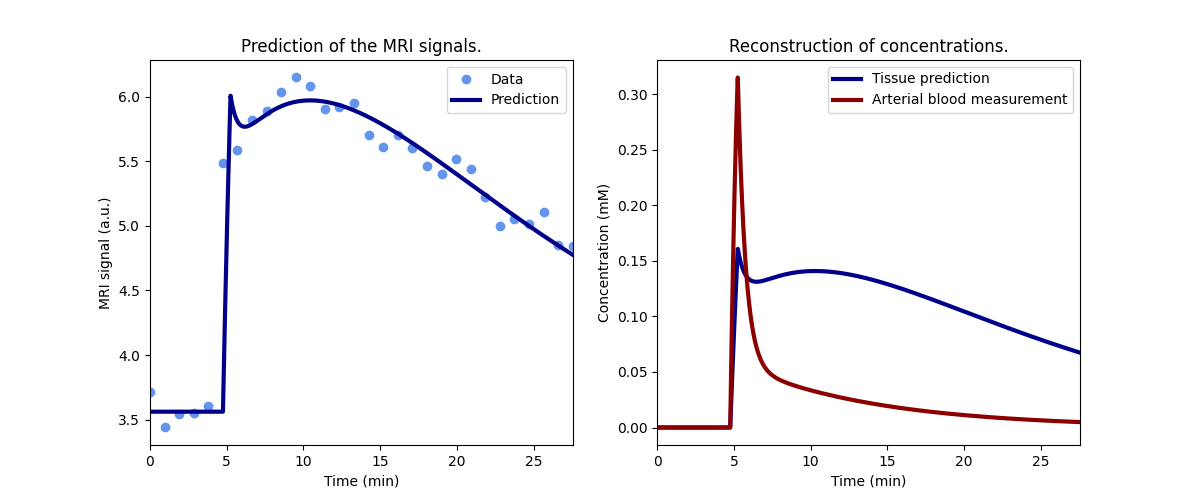 Prediction of the MRI signals.
Data
Prediction
MRI signal (a.u.)
6.0
5.5
5.0
4.5
4.0
3.5
0
5
10
15
20
25
Time (min)
Reconstruction of concentrations.
Tissue prediction
Arterial blood measurement
Concentration (mM)
0.30
0.25
0.20
0.15
0.10
0.05
0.00
0
5
10
15
20
25
Time (min)